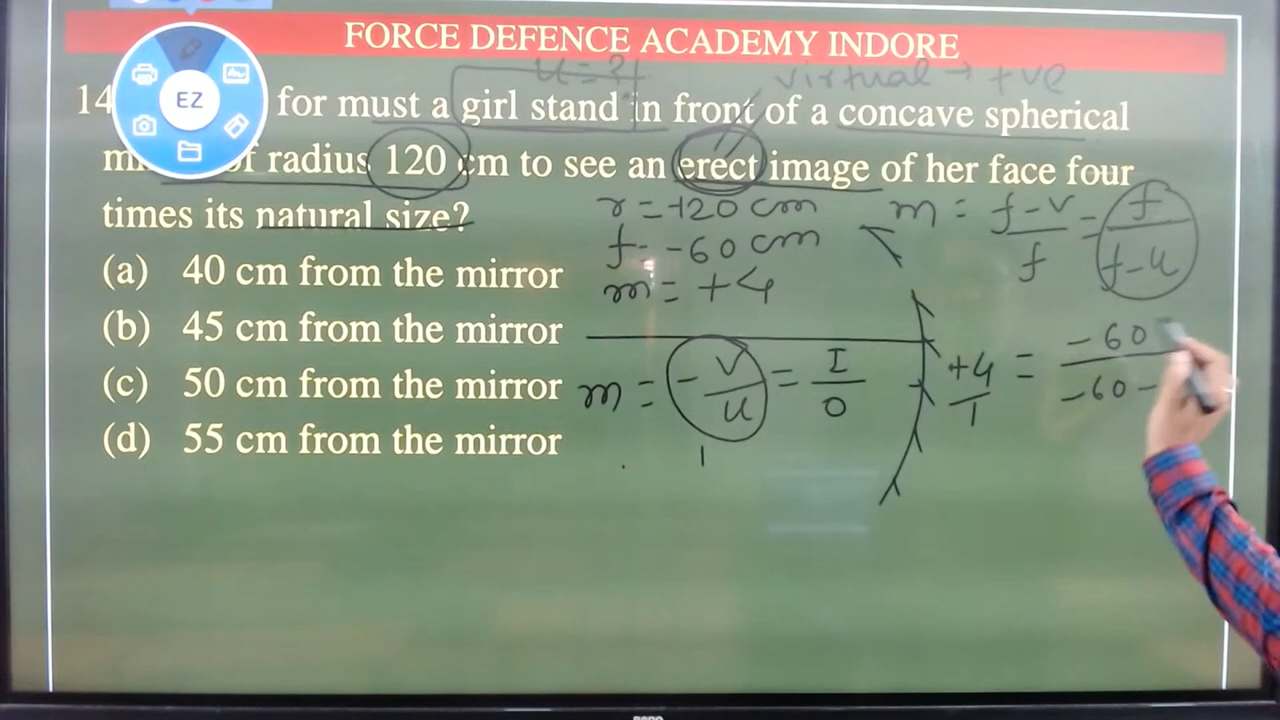 FORCE DEFENCE ACADEMY INDORE
u = ?
virtual → +ve
14
for must a girl stand in front of a concave spherical
of radius 120 cm to see an erect image of her face four
times its natural size?
(a) 40 cm from the mirror
(b) 45 cm from the mirror
(c) 50 cm from the mirror
(d) 55 cm from the mirror
EZ
r = -120 cm
f = -60 cm
m = +4
m = f - v / f = f / f - u
m = - v / u = I / O
+4 / 1 = -60 / -60 -